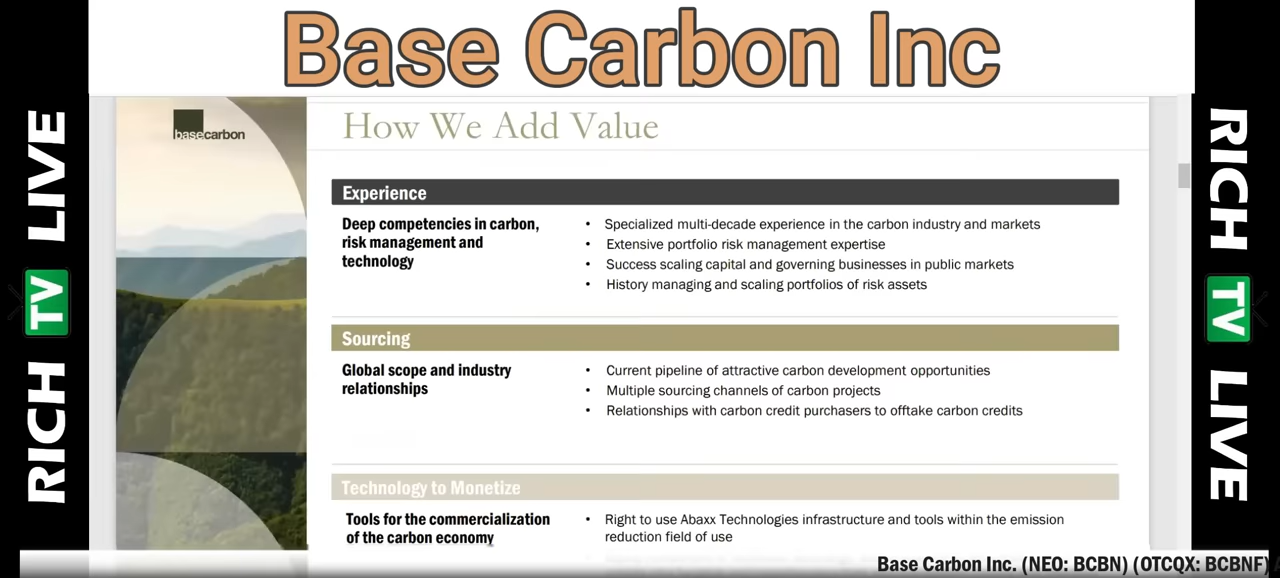 Base Carbon Inc
RICH TV LIVE
RICH TV LIVE
basecarbon
How We Add Value
Experience
Deep competencies in carbon,
risk management and
technology
• Specialized multi-decade experience in the carbon industry and markets
• Extensive portfolio risk management expertise
• Success scaling capital and governing businesses in public markets
• History managing and scaling portfolios of risk assets
Sourcing
Global scope and industry
relationships
• Current pipeline of attractive carbon development opportunities
• Multiple sourcing channels of carbon projects
• Relationships with carbon credit purchasers to offtake carbon credits
Technology to Monetize
Tools for the commercialization
of the carbon economy
• Right to use Abaxx Technologies infrastructure and tools within the emission
reduction field of use
Base Carbon Inc. (NEO: BCBN) (OTCQX: BCBNF)